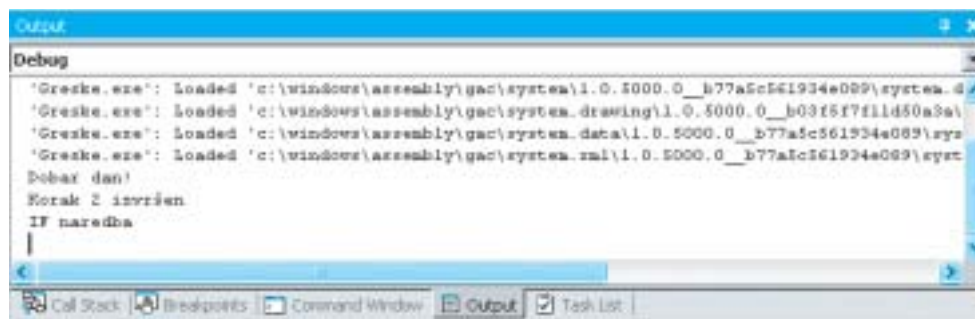 Output
Debug
'Greske.exe': Loaded 'c:\windows\assembly\gac\system\1.0.5000.0__b77a5c561934e089\system.d
'Greske.exe': Loaded 'c:\windows\assembly\gac\system.drawing\1.0.5000.0__b03f5f7f11d50a3a\
'Greske.exe': Loaded 'c:\windows\assembly\gac\system.data\1.0.5000.0__b77a5c561934e089\sys
'Greske.exe': Loaded 'c:\windows\assembly\gac\system.xml\1.0.5000.0__b77a5c561934e089\syst
Dobar dan!
Korak 2 izvršen
IF naredba
Call Stack Breakpoints Command Window Output Task List